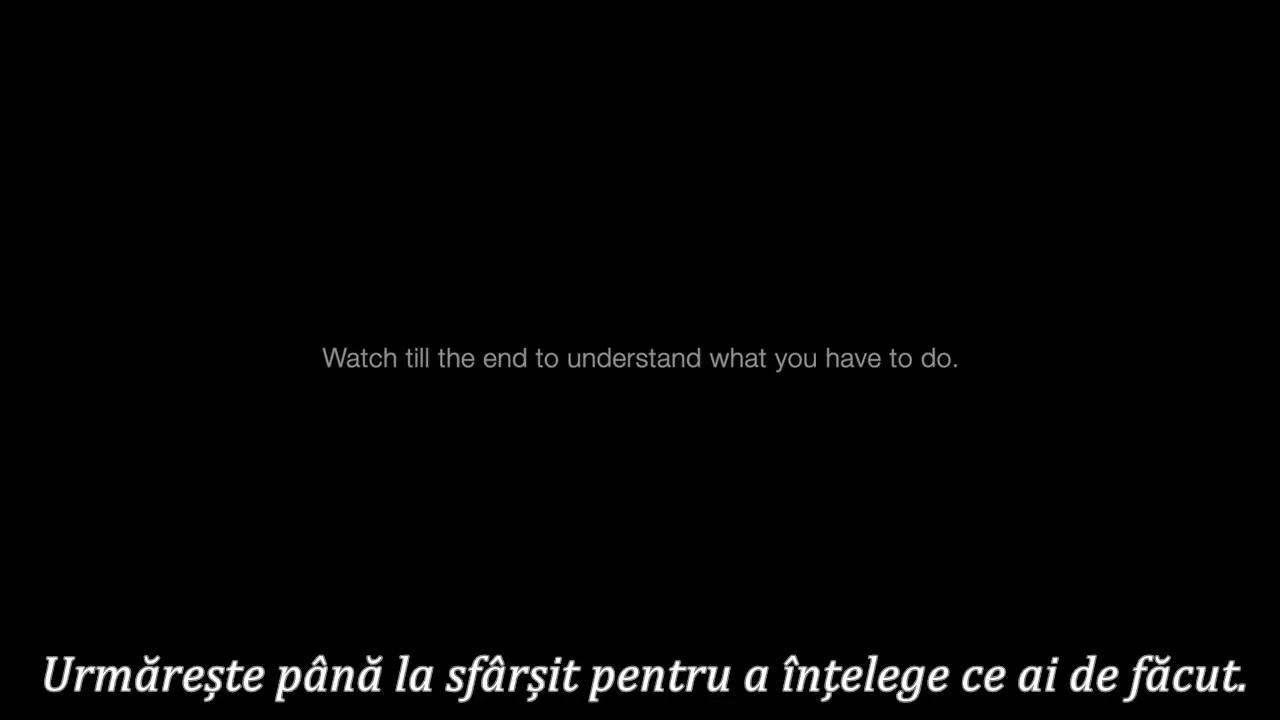 Watch till the end to understand what you have to do.
Urmărește până la sfârșit pentru a înțelege ce ai de făcut.